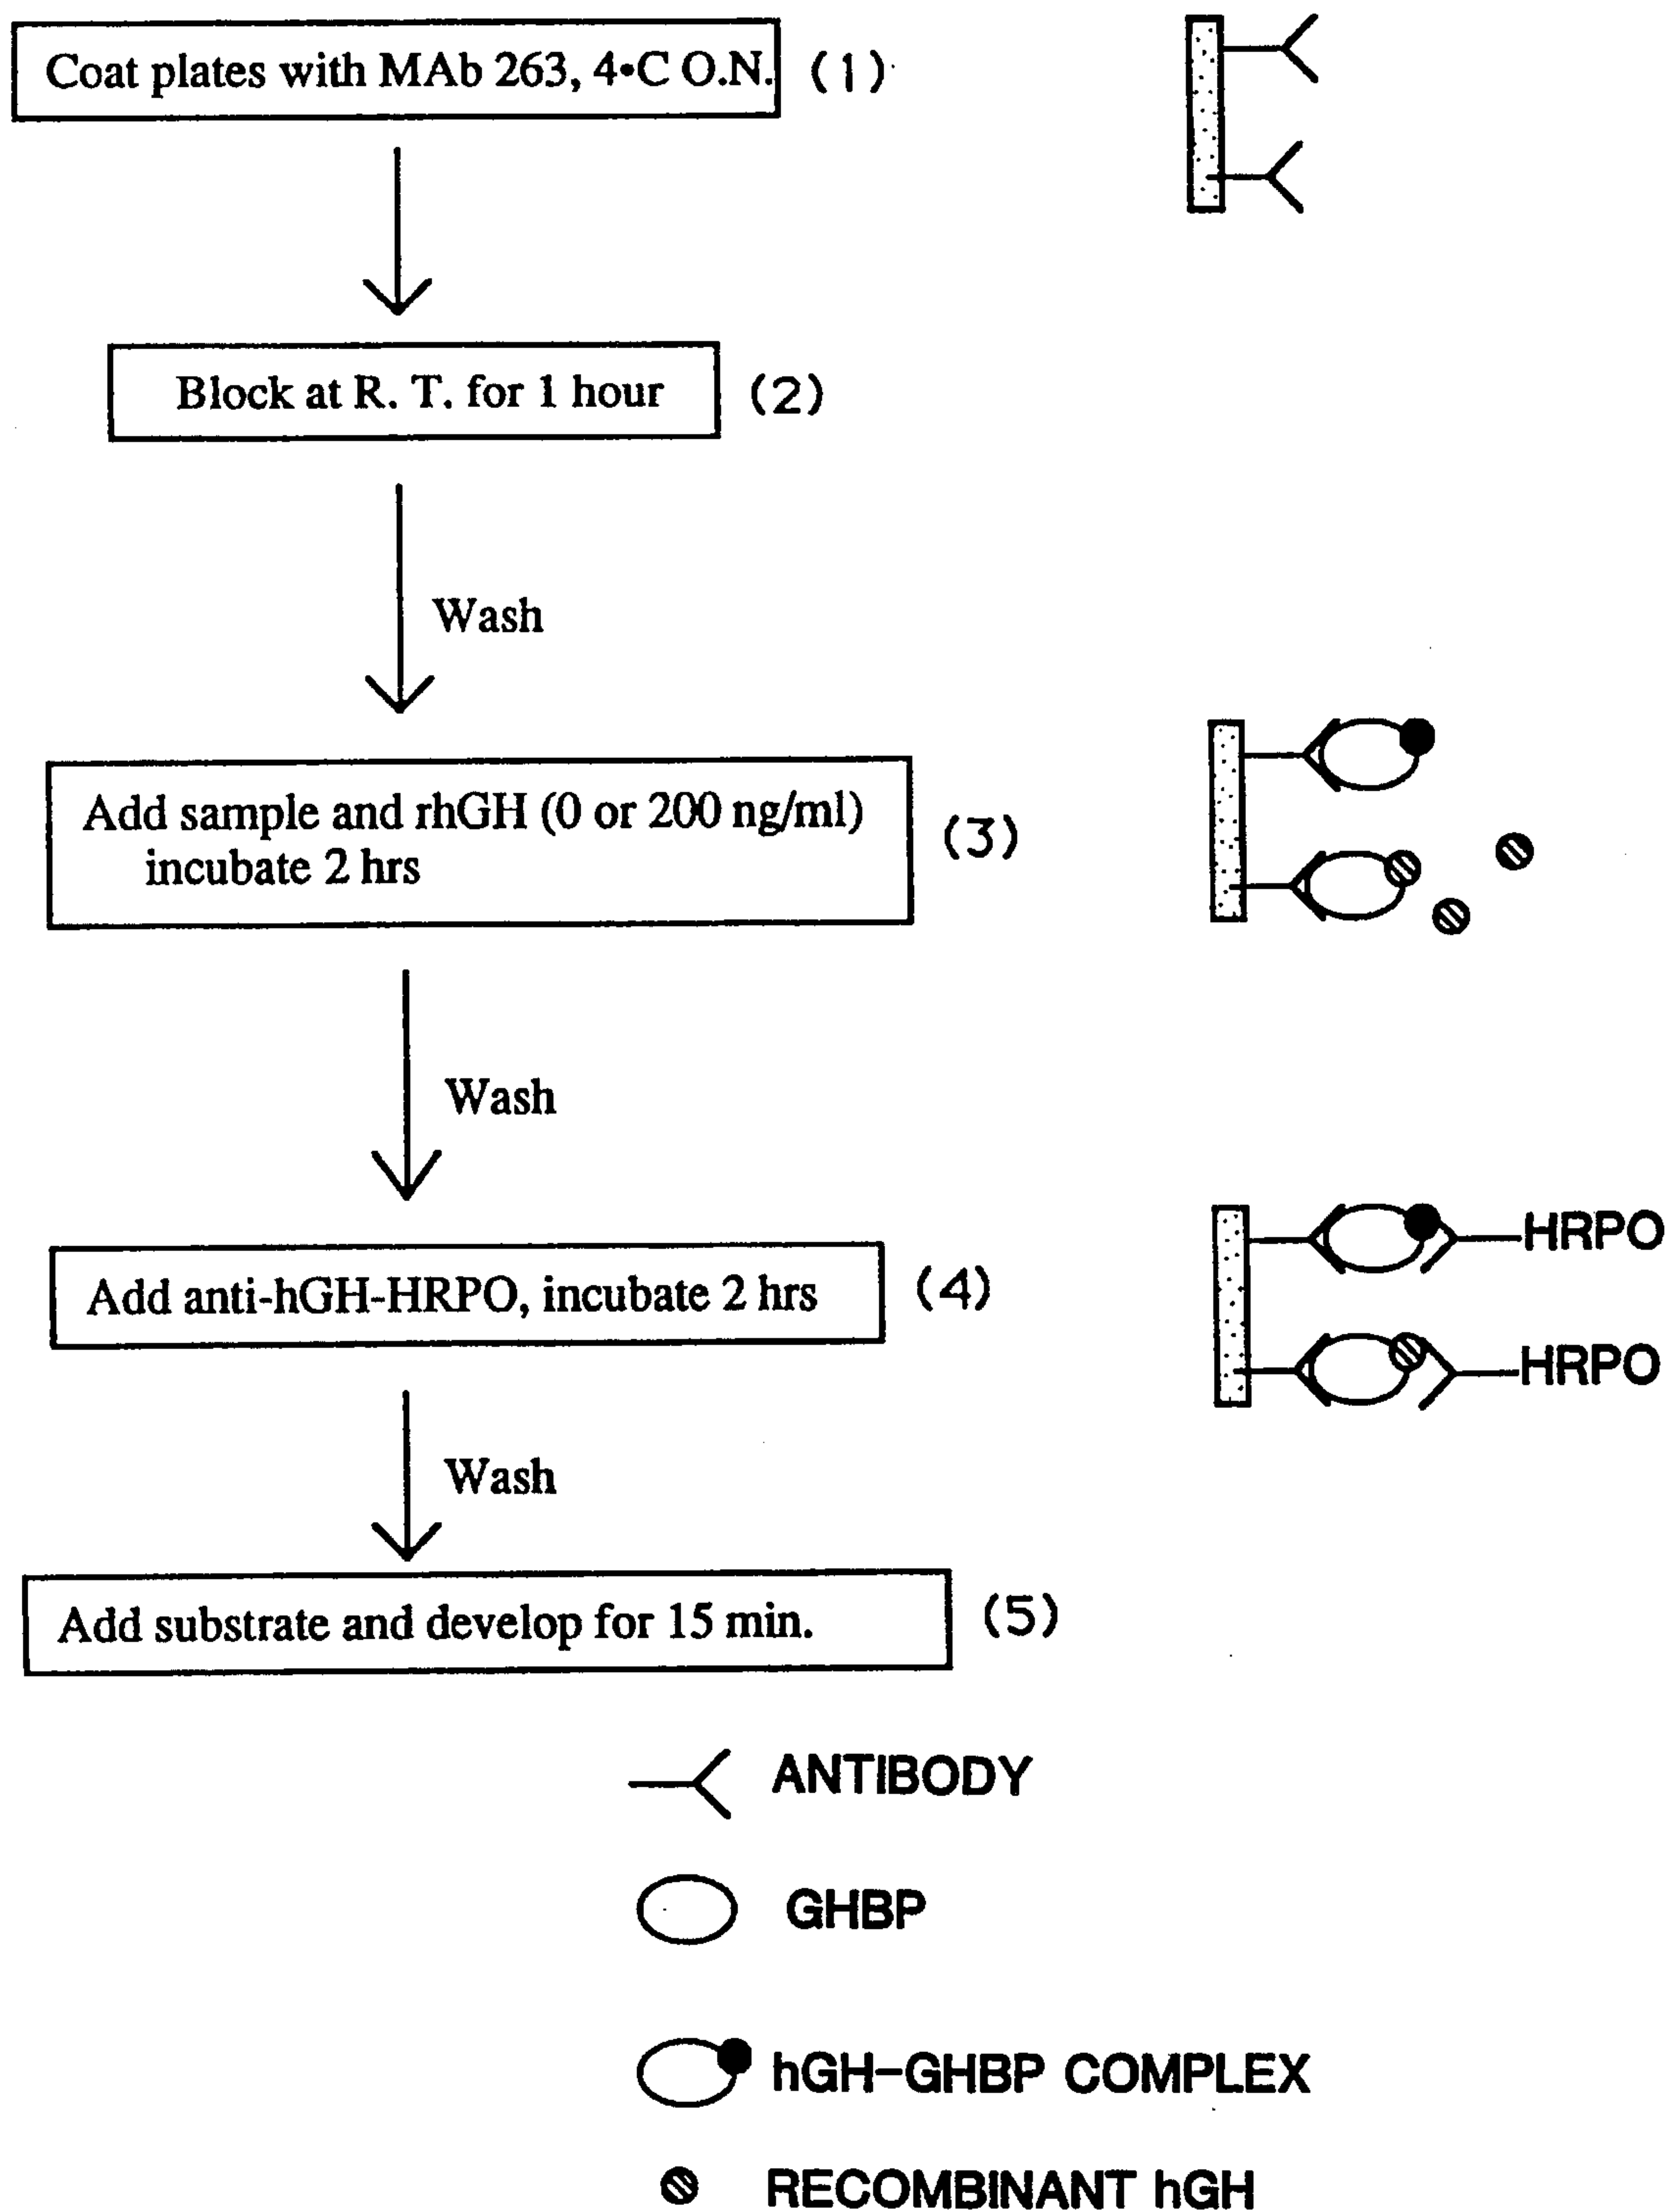 Coat plates with MAb 263, 4•C O.N. (1)
Block at R. T. for 1 hour (2)
Wash
Add sample and rhGH (0 or 200 ng/ml)
incubate 2 hrs
(3)
Wash
Add anti-hGH-HRPO, incubate 2 hrs (4)
HRPO
HRPO
Wash
Add substrate and develop for 15 min. (5)
ANTIBODY
GHBP
hGH-GHBP COMPLEX
RECOMBINANT hGH